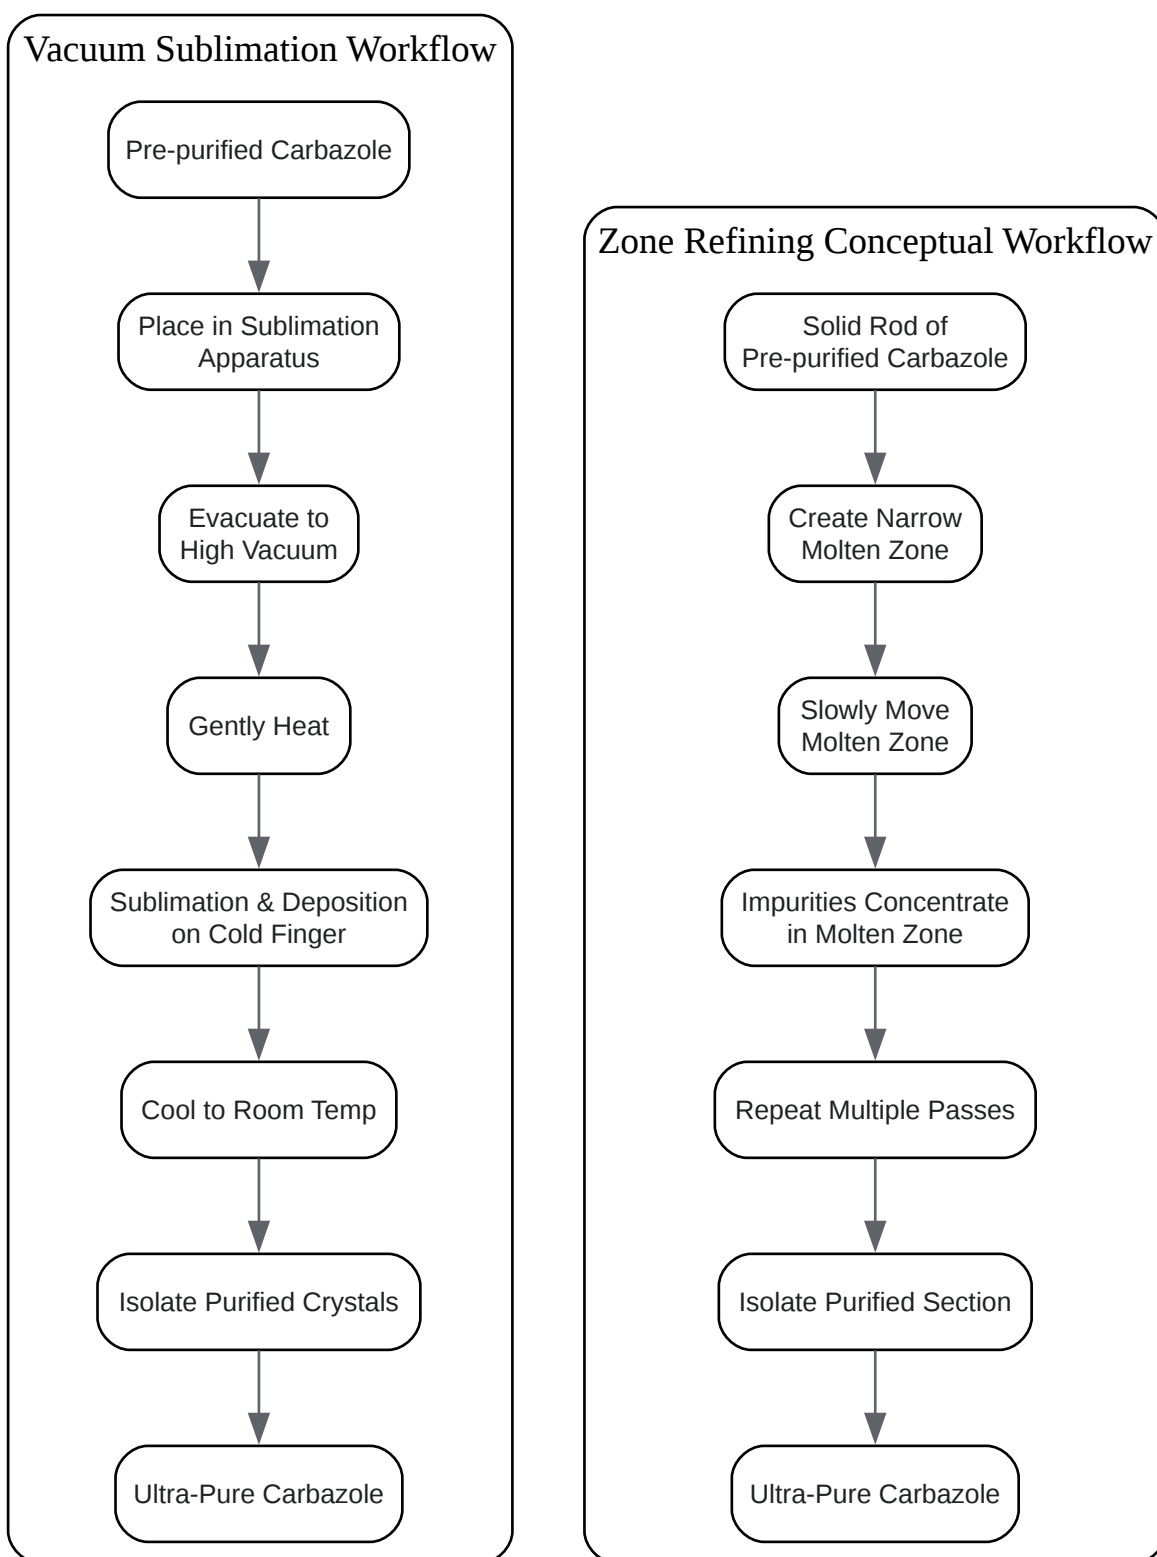 Vacuum Sublimation Workflow
Pre-purified Carbazole
Place in Sublimation
Apparatus
Evacuate to
High Vacuum
Gently Heat
Sublimation & Deposition
on Cold Finger
Cool to Room Temp
Isolate Purified Crystals
Ultra-Pure Carbazole
Zone Refining Conceptual Workflow
Solid Rod of
Pre-purified Carbazole
Create Narrow
Molten Zone
Slowly Move
Molten Zone
Impurities Concentrate
in Molten Zone
Repeat Multiple Passes
Isolate Purified Section
Ultra-Pure Carbazole